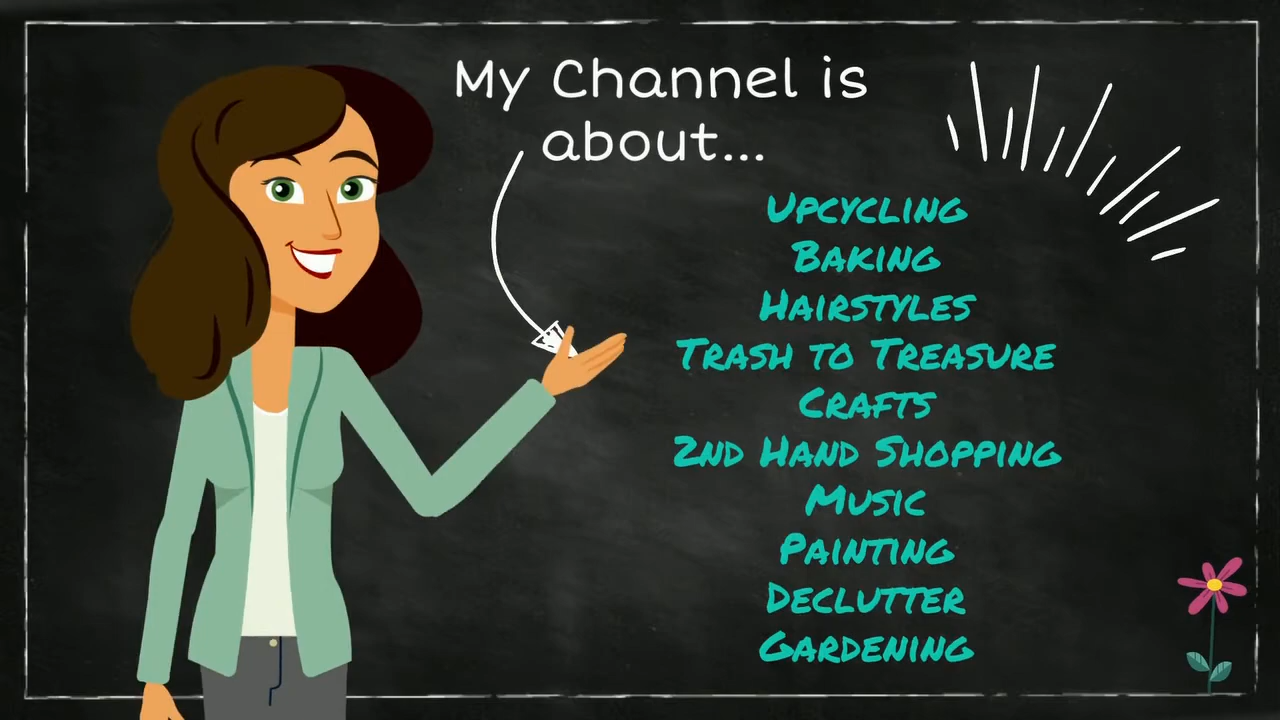 My Channel is
about...
Upcycling
Baking
Hairstyles
Trash to Treasure
Crafts
2nd Hand Shopping
Music
Painting
Declutter
Gardening